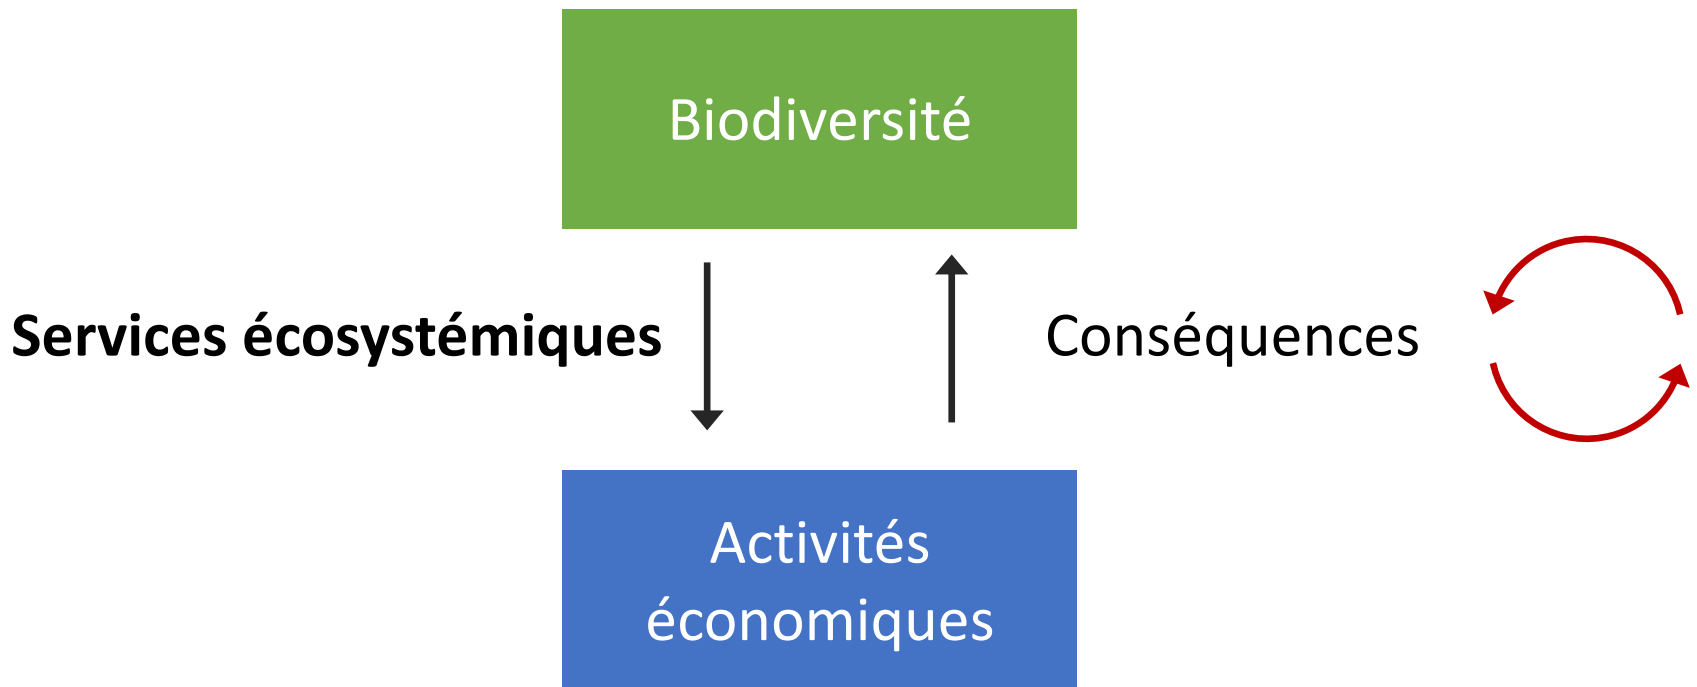 Biodiversité
Services écosystémiques
Conséquences
Activités
économiques